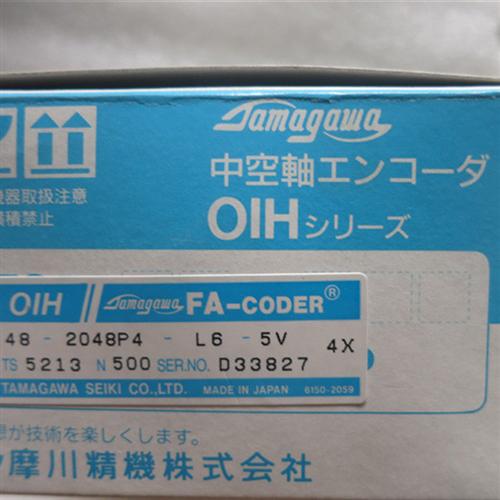 Tamagawa
中空軸エンコーダ
機器取扱注意
横積禁止
OIHシリーズ
OIH Tamagawa FA-CODER®
48 - 2048P4 - L6 - 5V 4X
TS 5213 N 500 SER.NO. D33827
TAMAGAWA SEIKI CO.,LTD. MADE IN JAPAN 6150-2059
が技術を楽しくします。
摩川精機株式会社